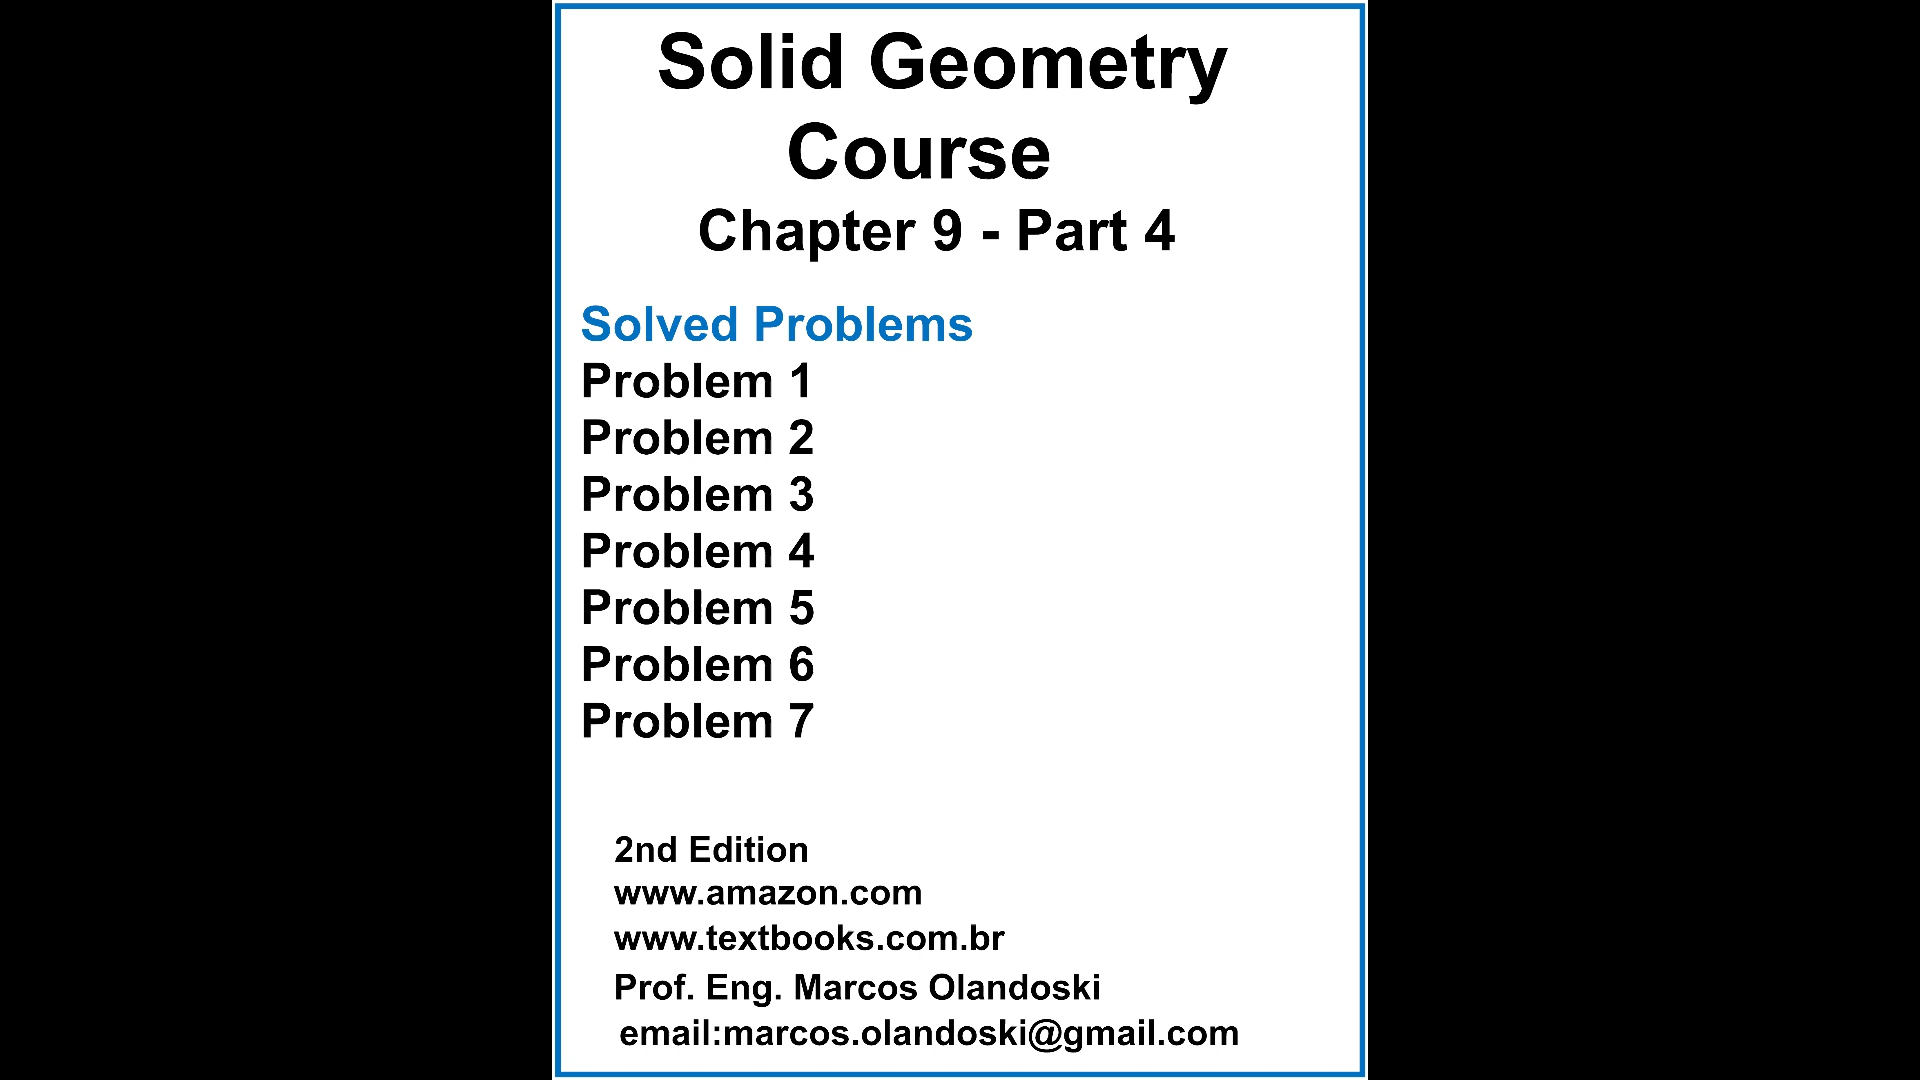 Solid Geometry
Course
Chapter 9 - Part 4
Solved Problems
Problem 1
Problem 2
Problem 3
Problem 4
Problem 5
Problem 6
Problem 7
2nd Edition
www.amazon.com
www.textbooks.com.br
Prof. Eng. Marcos Olandoski
email:marcos.olandoski@gmail.com